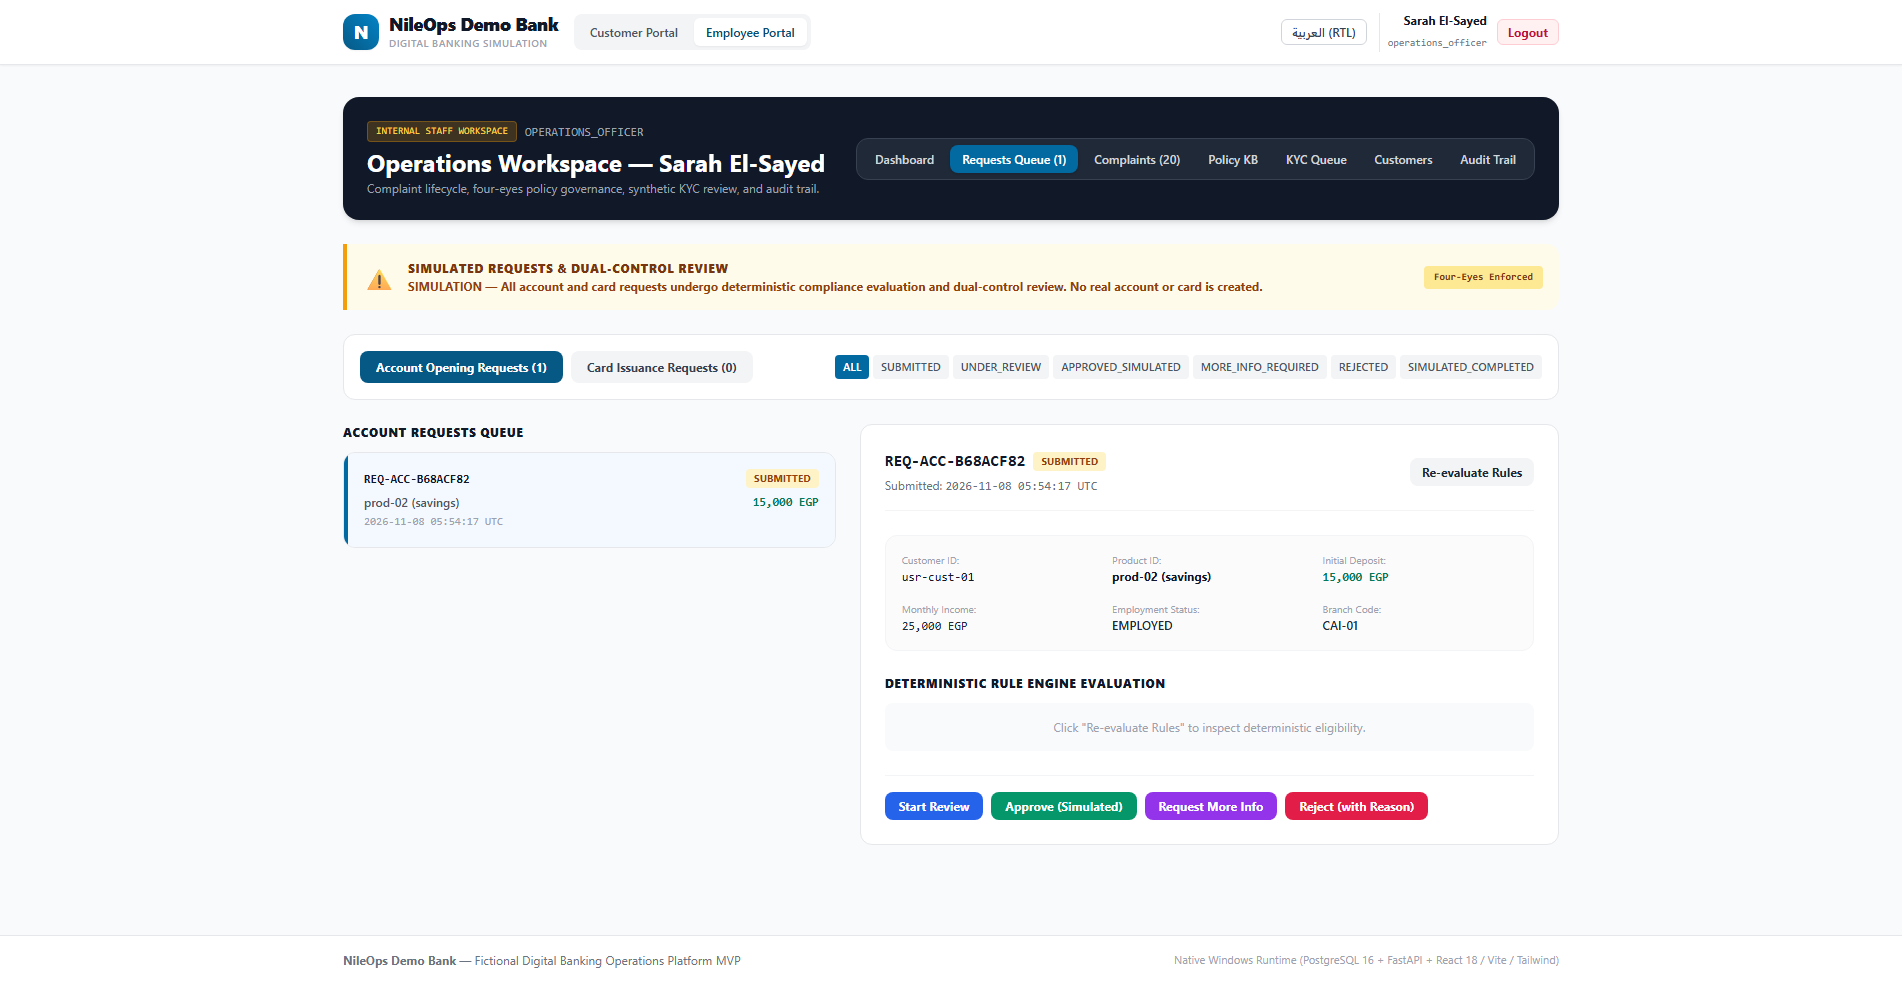 N
NileOps Demo Bank
DIGITAL BANKING SIMULATION
Customer Portal
Employee Portal
العربية (RTL)
Sarah El-Sayed
operations_officer
Logout
INTERNAL STAFF WORKSPACE
OPERATIONS_OFFICER
Operations Workspace — Sarah El-Sayed
Complaint lifecycle, four-eyes policy governance, synthetic KYC review, and audit trail.
Dashboard
Requests Queue (1)
Complaints (20)
Policy KB
KYC Queue
Customers
Audit Trail
SIMULATED REQUESTS & DUAL-CONTROL REVIEW
SIMULATION — All account and card requests undergo deterministic compliance evaluation and dual-control review. No real account or card is created.
Four-Eyes Enforced
Account Opening Requests (1)
Card Issuance Requests (0)
ALL
SUBMITTED
UNDER_REVIEW
APPROVED_SIMULATED
MORE_INFO_REQUIRED
REJECTED
SIMULATED_COMPLETED
ACCOUNT REQUESTS QUEUE
REQ-ACC-B68ACF82
SUBMITTED
prod-02 (savings)
15,000 EGP
2026-11-08 05:54:17 UTC
REQ-ACC-B68ACF82
SUBMITTED
Submitted: 2026-11-08 05:54:17 UTC
Re-evaluate Rules
Customer ID:
usr-cust-01
Product ID:
prod-02 (savings)
Initial Deposit:
15,000 EGP
Monthly Income:
25,000 EGP
Employment Status:
EMPLOYED
Branch Code:
CAI-01
DETERMINISTIC RULE ENGINE EVALUATION
Click "Re-evaluate Rules" to inspect deterministic eligibility.
Start Review
Approve (Simulated)
Request More Info
Reject (with Reason)
NileOps Demo Bank — Fictional Digital Banking Operations Platform MVP
Native Windows Runtime (PostgreSQL 16 + FastAPI + React 18 / Vite / Tailwind)